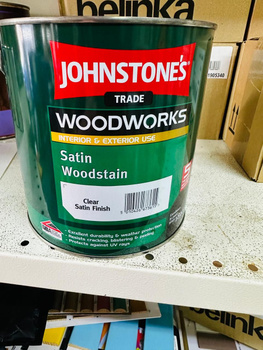 belinka
JOHNSTONE'S
TRADE
WOODWORKS
INTERIOR & EXTERIOR USE
Satin
Woodstain
Clear
Satin Finish
Excellent durability & weather protection
Resists cracking, blistering & peeling
Protects against UV rays
belinka